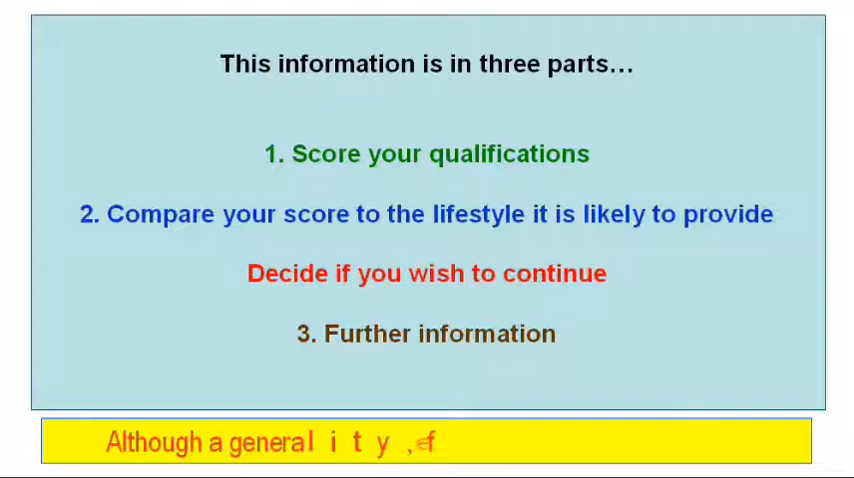 This information is in three parts…
1. Score your qualifications
2. Compare your score to the lifestyle it is likely to provide
Decide if you wish to continue
3. Further information
Although a generality,